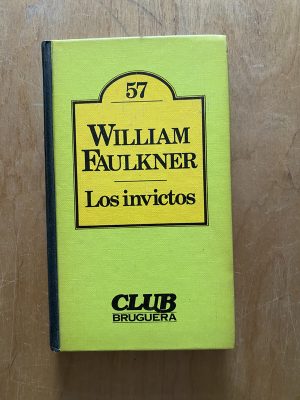 57
WILLIAM
FAULKNER
Los invictos
CLUB
BRUGUERA